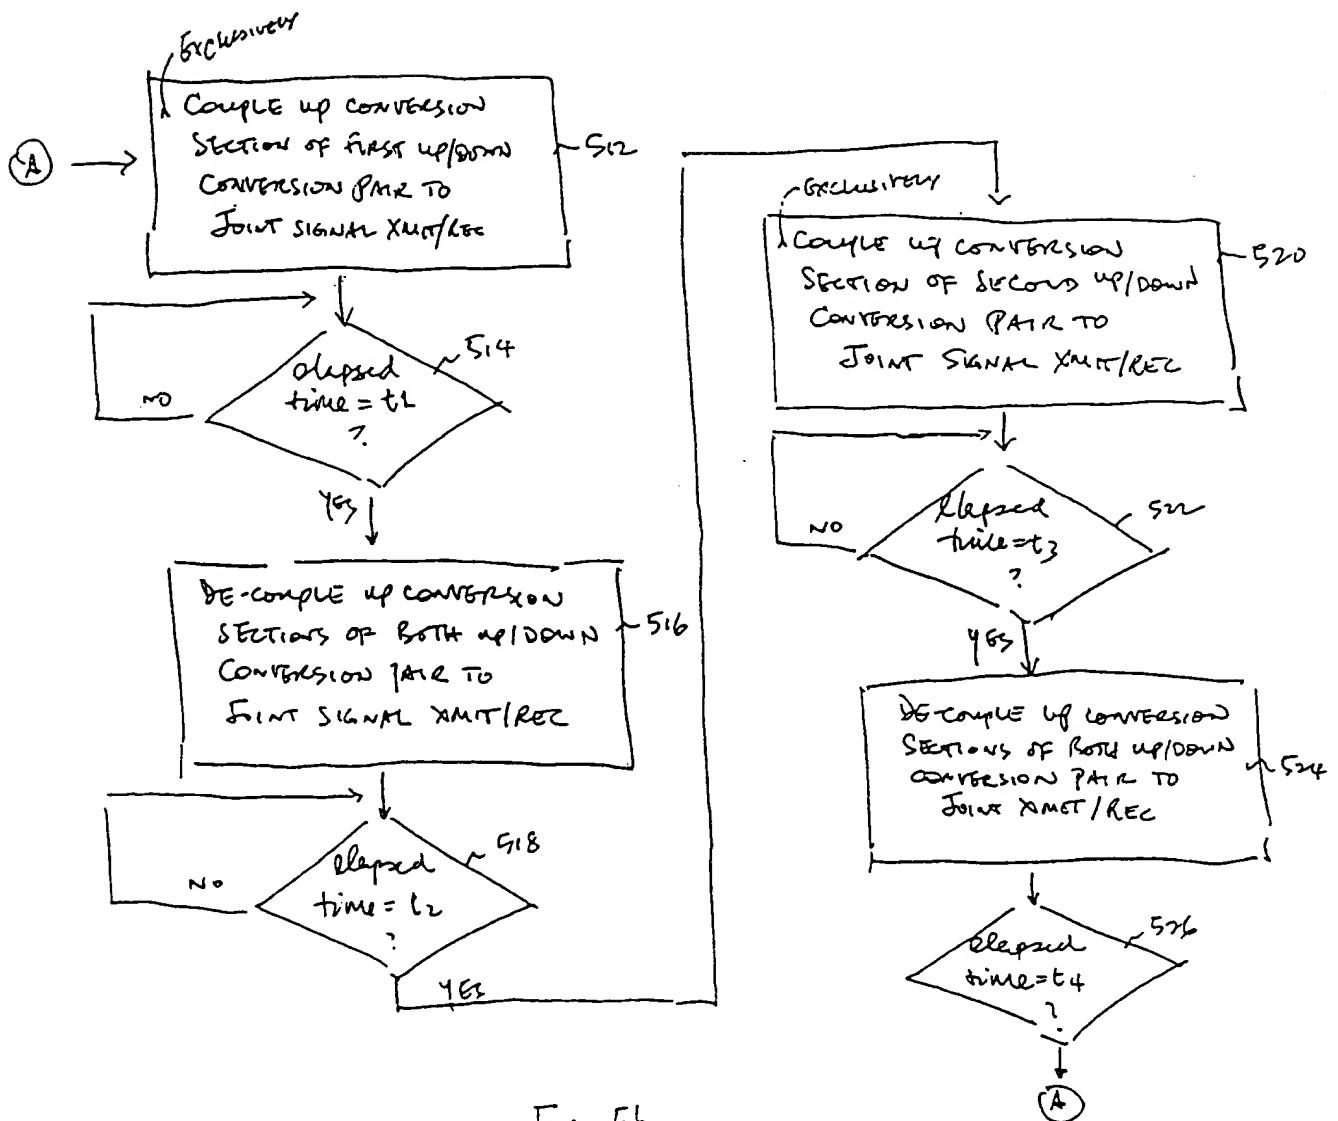 Exclusively
A
COUPLE UP CONVERSION
SECTION OF FIRST UP/DOWN
CONVERSION PAIR TO
JOINT SIGNAL XMIT/REC
512
elapsed
time = t1
?
514
NO
YES
DE-COUPLE UP CONVERSION
SECTIONS OF BOTH UP/DOWN
CONVERSION PAIR TO
JOINT SIGNAL XMIT/REC
516
elapsed
time = t2
?
518
NO
YES
EXCLUSIVELY
COUPLE UP CONVERSION
SECTION OF SECOND UP/DOWN
CONVERSION PAIR TO
JOINT SIGNAL XMIT/REC
520
elapsed
time = t3
?
522
NO
YES
DE-COUPLE UP CONVERSION
SECTIONS OF BOTH UP/DOWN
CONVERSION PAIR TO
JOINT XMIT/REC
524
elapsed
time = t4
?
526
A